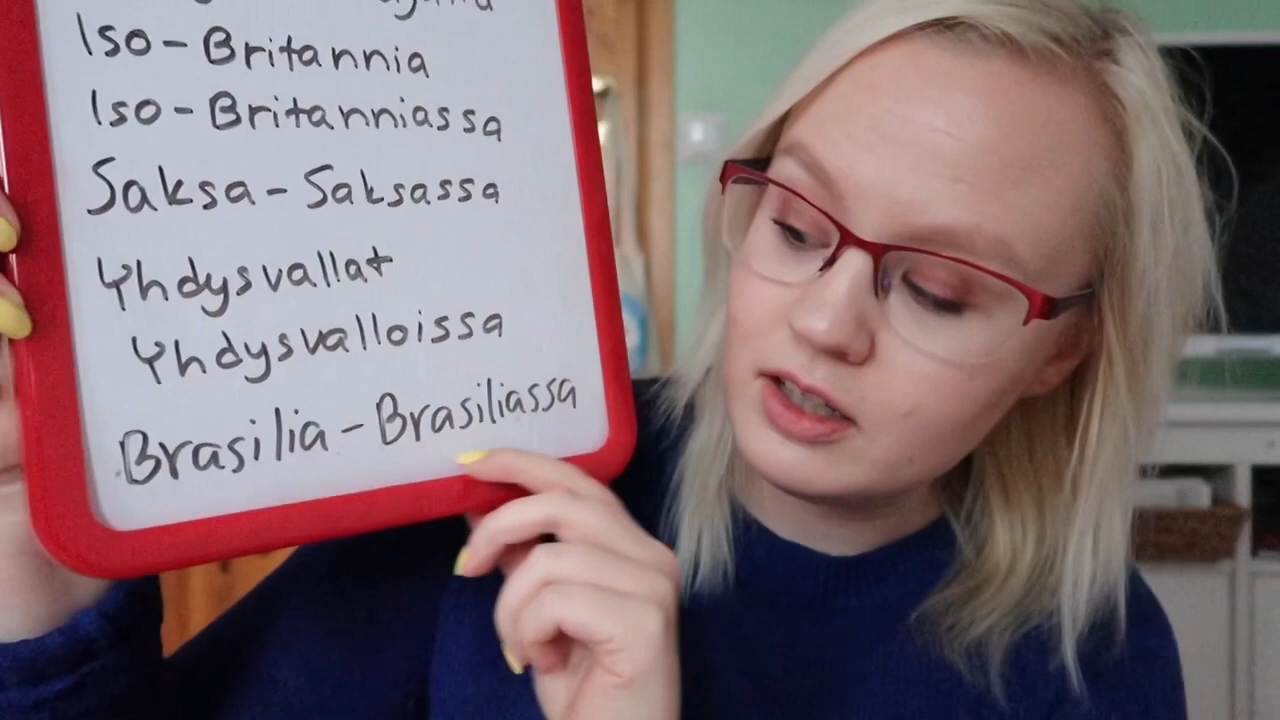 Iso-Britannia
Iso-Britanniassa
Saksa-Saksassa
Yhdysvallat
Yhdysvalloissa
Brasilia-Brasiliassa